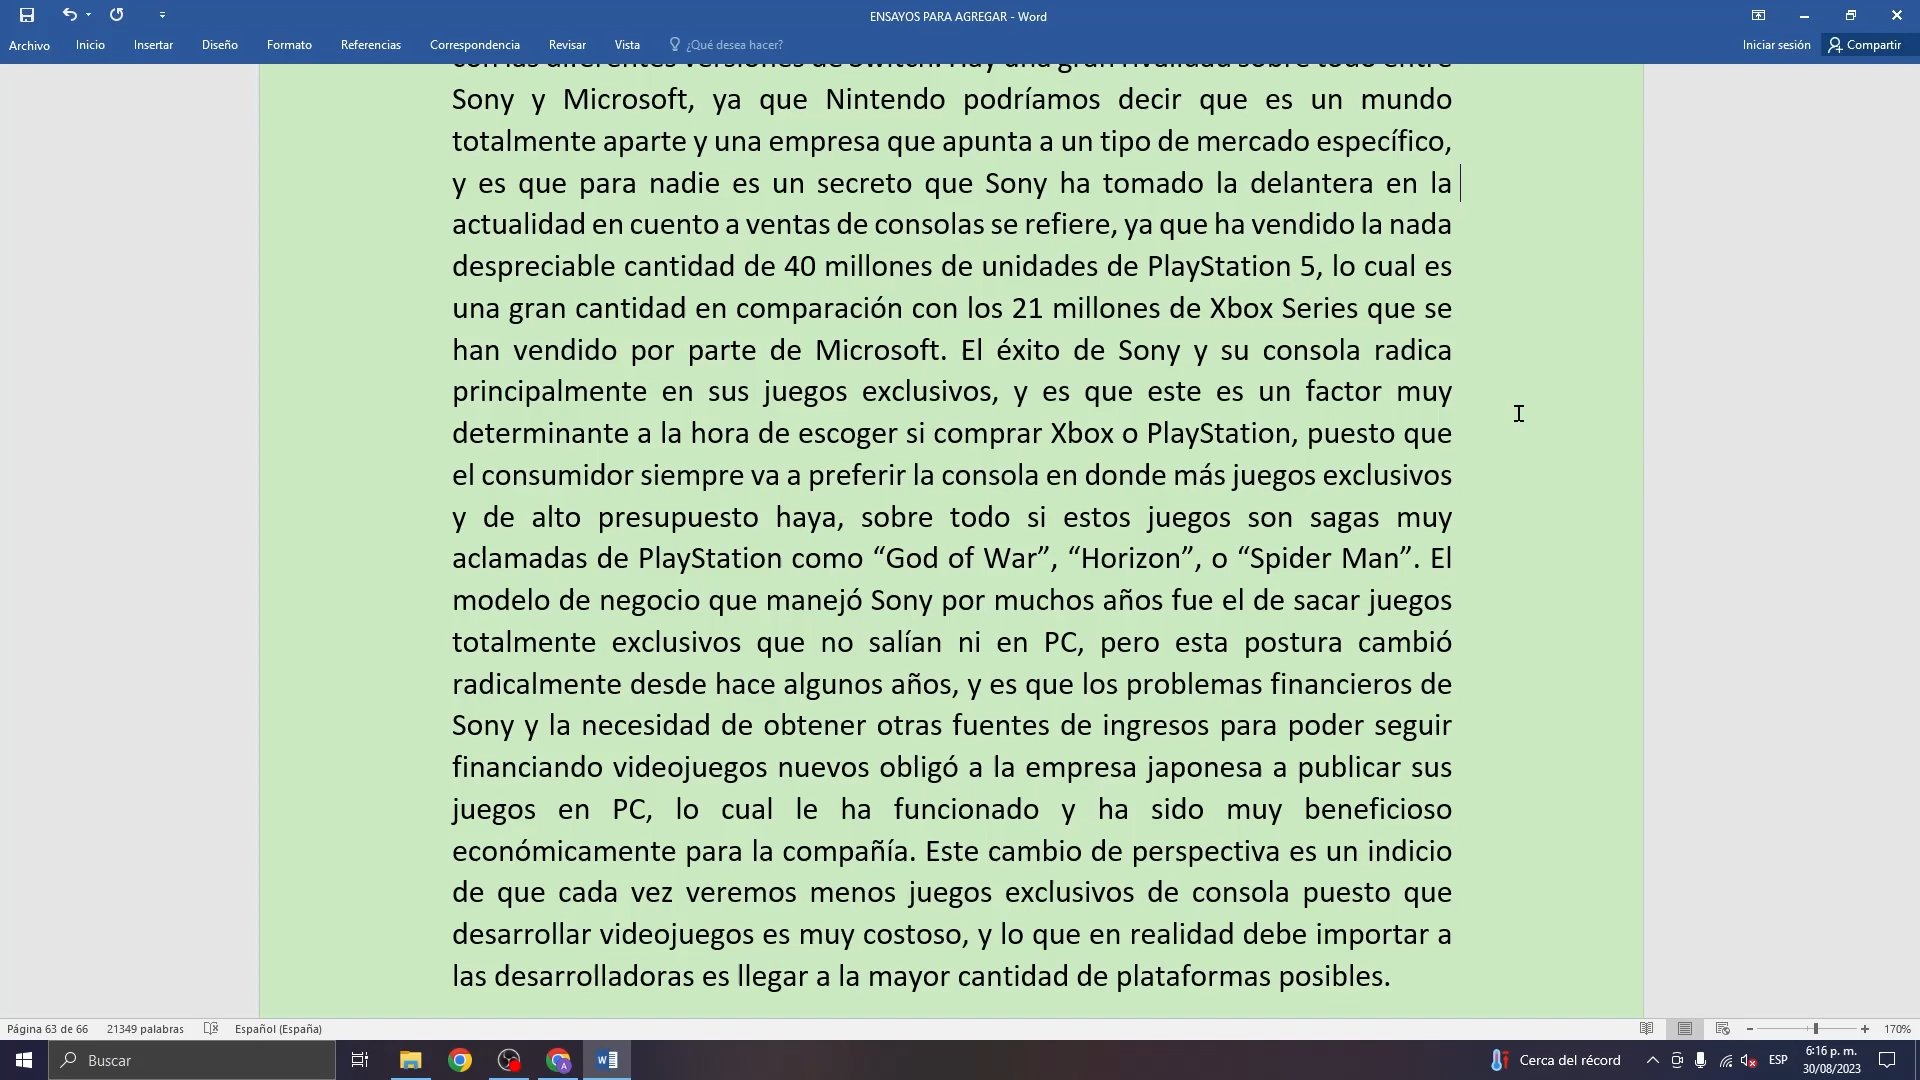 ENSAYOS PARA AGREGAR - Word
Archivo Inicio Insertar Diseño Formato Referencias Correspondencia Revisar Vista ¿Qué desea hacer? Iniciar sesión Compartir
con las diferentes versiones de Switch. Hay una gran rivalidad sobre todo entre
Sony y Microsoft, ya que Nintendo podríamos decir que es un mundo
totalmente aparte y una empresa que apunta a un tipo de mercado específico,
y es que para nadie es un secreto que Sony ha tomado la delantera en la
actualidad en cuento a ventas de consolas se refiere, ya que ha vendido la nada
despreciable cantidad de 40 millones de unidades de PlayStation 5, lo cual es
una gran cantidad en comparación con los 21 millones de Xbox Series que se
han vendido por parte de Microsoft. El éxito de Sony y su consola radica
principalmente en sus juegos exclusivos, y es que este es un factor muy
determinante a la hora de escoger si comprar Xbox o PlayStation, puesto que
el consumidor siempre va a preferir la consola en donde más juegos exclusivos
y de alto presupuesto haya, sobre todo si estos juegos son sagas muy
aclamadas de PlayStation como “God of War”, “Horizon”, o “Spider Man”. El
modelo de negocio que manejó Sony por muchos años fue el de sacar juegos
totalmente exclusivos que no salían ni en PC, pero esta postura cambió
radicalmente desde hace algunos años, y es que los problemas financieros de
Sony y la necesidad de obtener otras fuentes de ingresos para poder seguir
financiando videojuegos nuevos obligó a la empresa japonesa a publicar sus
juegos en PC, lo cual le ha funcionado y ha sido muy beneficioso
económicamente para la compañía. Este cambio de perspectiva es un indicio
de que cada vez veremos menos juegos exclusivos de consola puesto que
desarrollar videojuegos es muy costoso, y lo que en realidad debe importar a
las desarrolladoras es llegar a la mayor cantidad de plataformas posibles.
Página 63 de 66 21349 palabras Español (España) 170%
Buscar Cerca del récord ESP 6:16 p. m.
30/08/2023